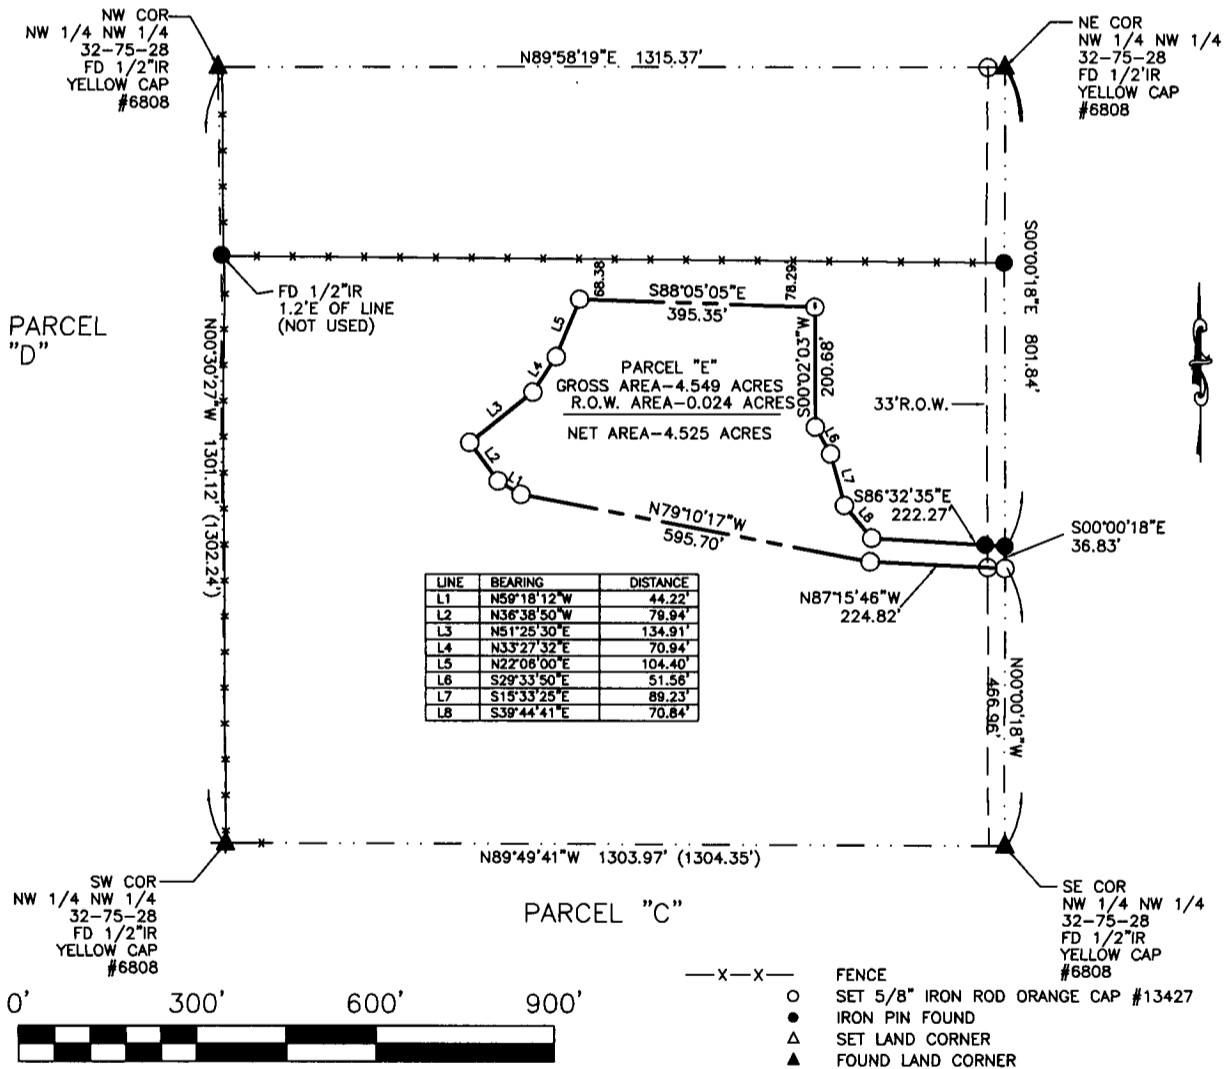 NW COR
NW 1/4 NW 1/4
32-75-28
FD 1/2"IR
YELLOW CAP
#6808
N89°58'19"E 1315.37'
NE COR
NW 1/4 NW 1/4
32-75-28
FD 1/2'IR
YELLOW CAP
#6808
S00°00'18"E 801.84'
FD 1/2"IR
1.2'E OF LINE
(NOT USED)
68.38'
78.29'
S88°05'05"E
395.35'
PARCEL
"D"
N00°30'27"W 1301.12' (1302.24')
L5
L4
L3
L2
L1
PARCEL "E"
GROSS AREA-4.549 ACRES
R.O.W. AREA-0.024 ACRES
NET AREA-4.525 ACRES
S00°02'03"W
200.68'
33'R.O.W.
L6
L7
L8
S86°32'35"E
222.27'
N79°10'17"W
595.70'
S00°00'18"E
36.83'
N87°15'46"W
224.82'
LINE BEARING DISTANCE
L1 N59°18'12"W 44.22'
L2 N36°38'50"W 79.94'
L3 N51°25'30"E 134.91'
L4 N33°27'32"E 70.94'
L5 N22°06'00"E 104.40'
L6 S29°33'50"E 51.56'
L7 S15°33'25"E 89.23'
L8 S39°44'41"E 70.84'
N00°00'18"W
466.96'
N89°49'41"W 1303.97' (1304.35')
SW COR
NW 1/4 NW 1/4
32-75-28
FD 1/2"IR
YELLOW CAP
#6808
PARCEL "C"
SE COR
NW 1/4 NW 1/4
32-75-28
FD 1/2"IR
YELLOW CAP
#6808
0' 300' 600' 900'
—X—X— FENCE
SET 5/8" IRON ROD ORANGE CAP #13427
IRON PIN FOUND
SET LAND CORNER
FOUND LAND CORNER